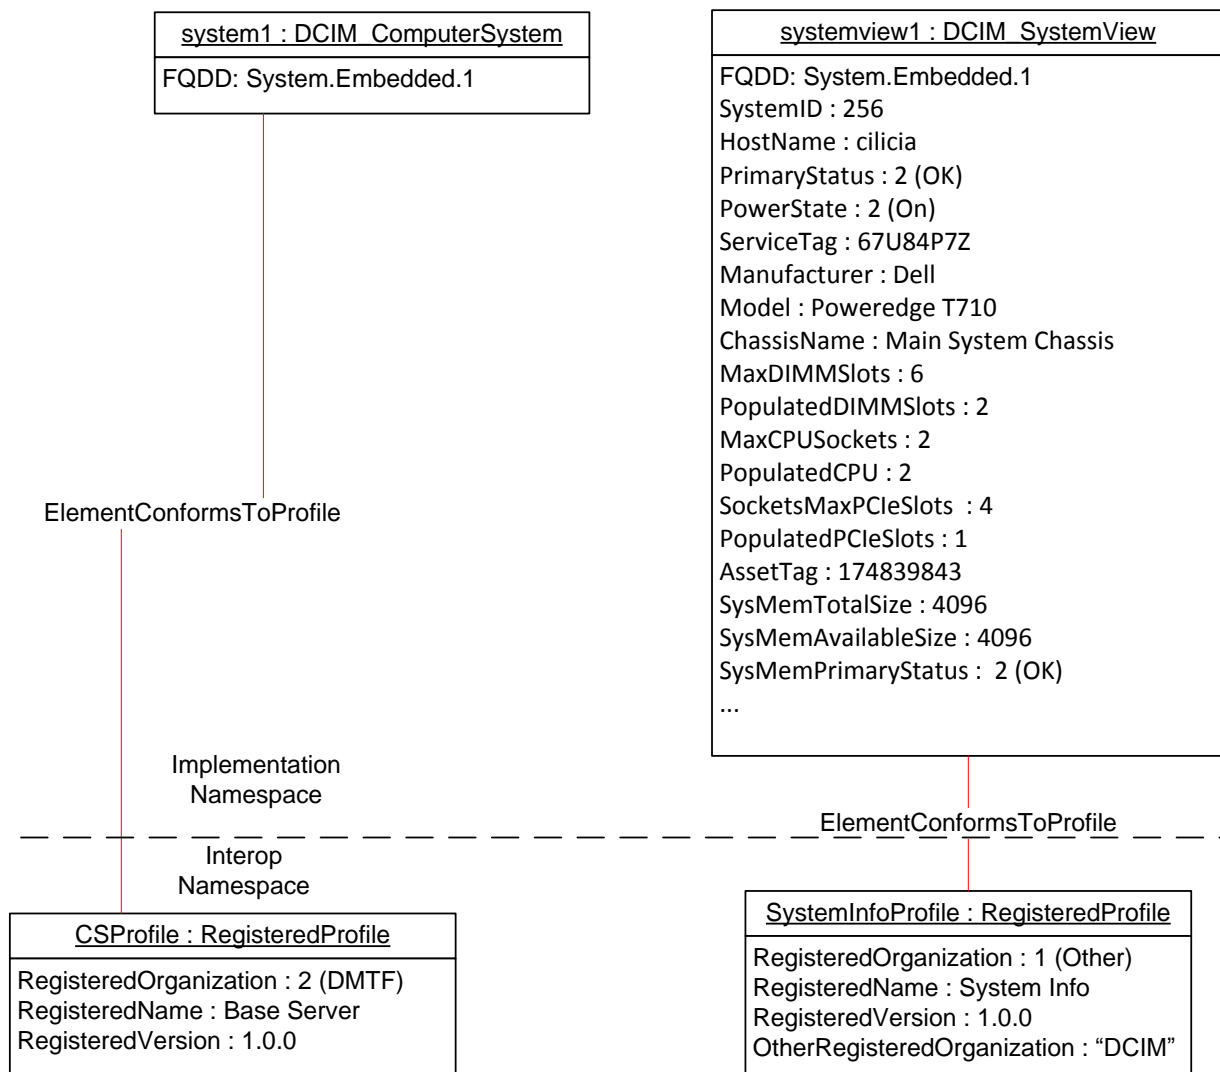 system1 : DCIM_ComputerSystem
FQDD: System.Embedded.1
systemview1 : DCIM_SystemView
FQDD: System.Embedded.1
SystemID : 256
HostName : cilicia
PrimaryStatus : 2 (OK)
PowerState : 2 (On)
ServiceTag : 67U84P7Z
Manufacturer : Dell
Model : Poweredge T710
ChassisName : Main System Chassis
MaxDIMMSlots : 6
PopulatedDIMMSlots : 2
MaxCPUSockets : 2
PopulatedCPU : 2
SocketsMaxPCIeSlots : 4
PopulatedPCIeSlots : 1
AssetTag : 174839843
SysMemTotalSize : 4096
SysMemAvailableSize : 4096
SysMemPrimaryStatus : 2 (OK)
...
ElementConformsToProfile
Implementation
Namespace
ElementConformsToProfile
Interop
Namespace
CSProfile : RegisteredProfile
RegisteredOrganization : 2 (DMTF)
RegisteredName : Base Server
RegisteredVersion : 1.0.0
SystemInfoProfile : RegisteredProfile
RegisteredOrganization : 1 (Other)
RegisteredName : System Info
RegisteredVersion : 1.0.0
OtherRegisteredOrganization : “DCIM”